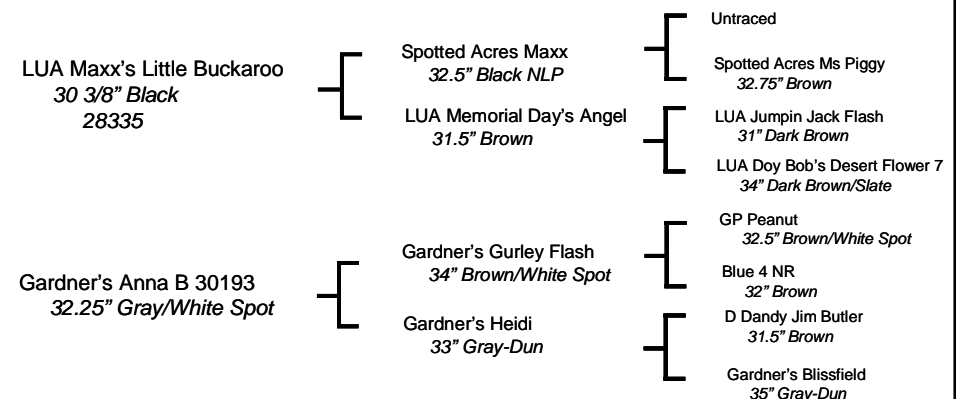 LUA Maxx's Little Buckaroo
30 3/8" Black
28335
Spotted Acres Maxx
32.5" Black NLP
LUA Memorial Day's Angel
31.5" Brown
Untraced
Spotted Acres Ms Piggy
32.75" Brown
LUA Jumpin Jack Flash
31" Dark Brown
LUA Doy Bob's Desert Flower 7
34" Dark Brown/Slate
Gardner's Anna B 30193
32.25" Gray/White Spot
Gardner's Gurley Flash
34" Brown/White Spot
Gardner's Heidi
33" Gray-Dun
GP Peanut
32.5" Brown/White Spot
Blue 4 NR
32" Brown
D Dandy Jim Butler
31.5" Brown
Gardner's Blissfield
35" Gray-Dun